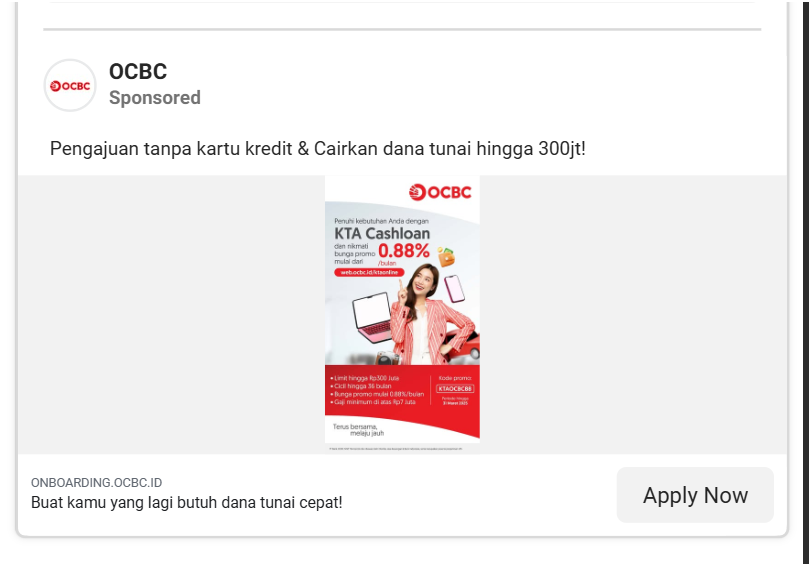 OCBC
OCBC
Sponsored
Pengajuan tanpa kartu kredit & Cairkan dana tunai hingga 300jt!
OCBC
Penuhi kebutuhan Anda dengan
KTA Cashloan
dan nikmati
bunga promo
mulai dari
0.88%
/bulan
web.ocbc.id/ktaonline
• Limit hingga Rp300 Juta
• Cicil hingga 36 bulan
• Bunga promo mulai 0.88%/bulan
• Gaji minimum di atas Rp7 juta
Kode promo:
KTAOCBC88
Periode hingga
31 Maret 2025
Terus bersama,
melaju jauh
ONBOARDING.OCBC.ID
Buat kamu yang lagi butuh dana tunai cepat!
Apply Now